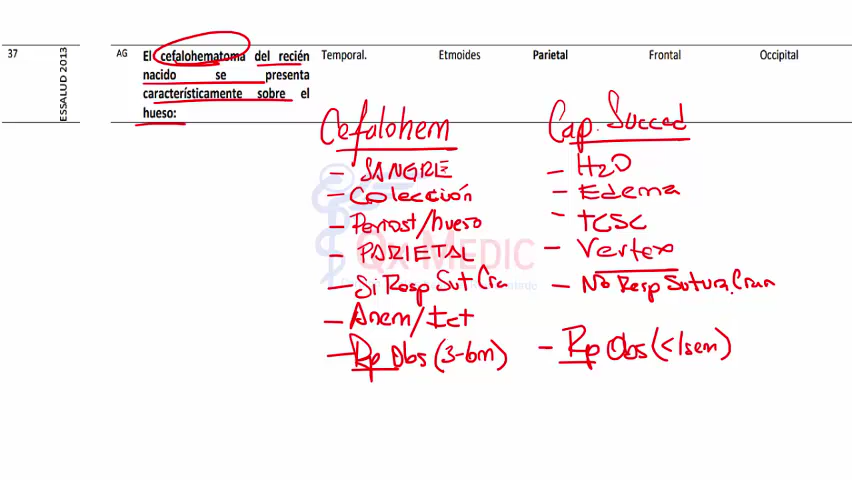 37
ESSALUD 2013
AG
El cefalohematoma del recién
nacido se presenta
característicamente sobre el
hueso:
Temporal.
Etmoides
Parietal
Frontal
Occipital
Cefalohem
- SANGRE
- Colección
- Periost/hueso
- PARIETAL
- Si Resp Sut Cra
- Anem/Ict
- Rp Obs (3-6m)
Cap. Succed
- H2O
- Edema
- TCSC
- Vertex
- No Resp Sutura Cran
- Rp Obs (<1sem)
Qx MEDIC